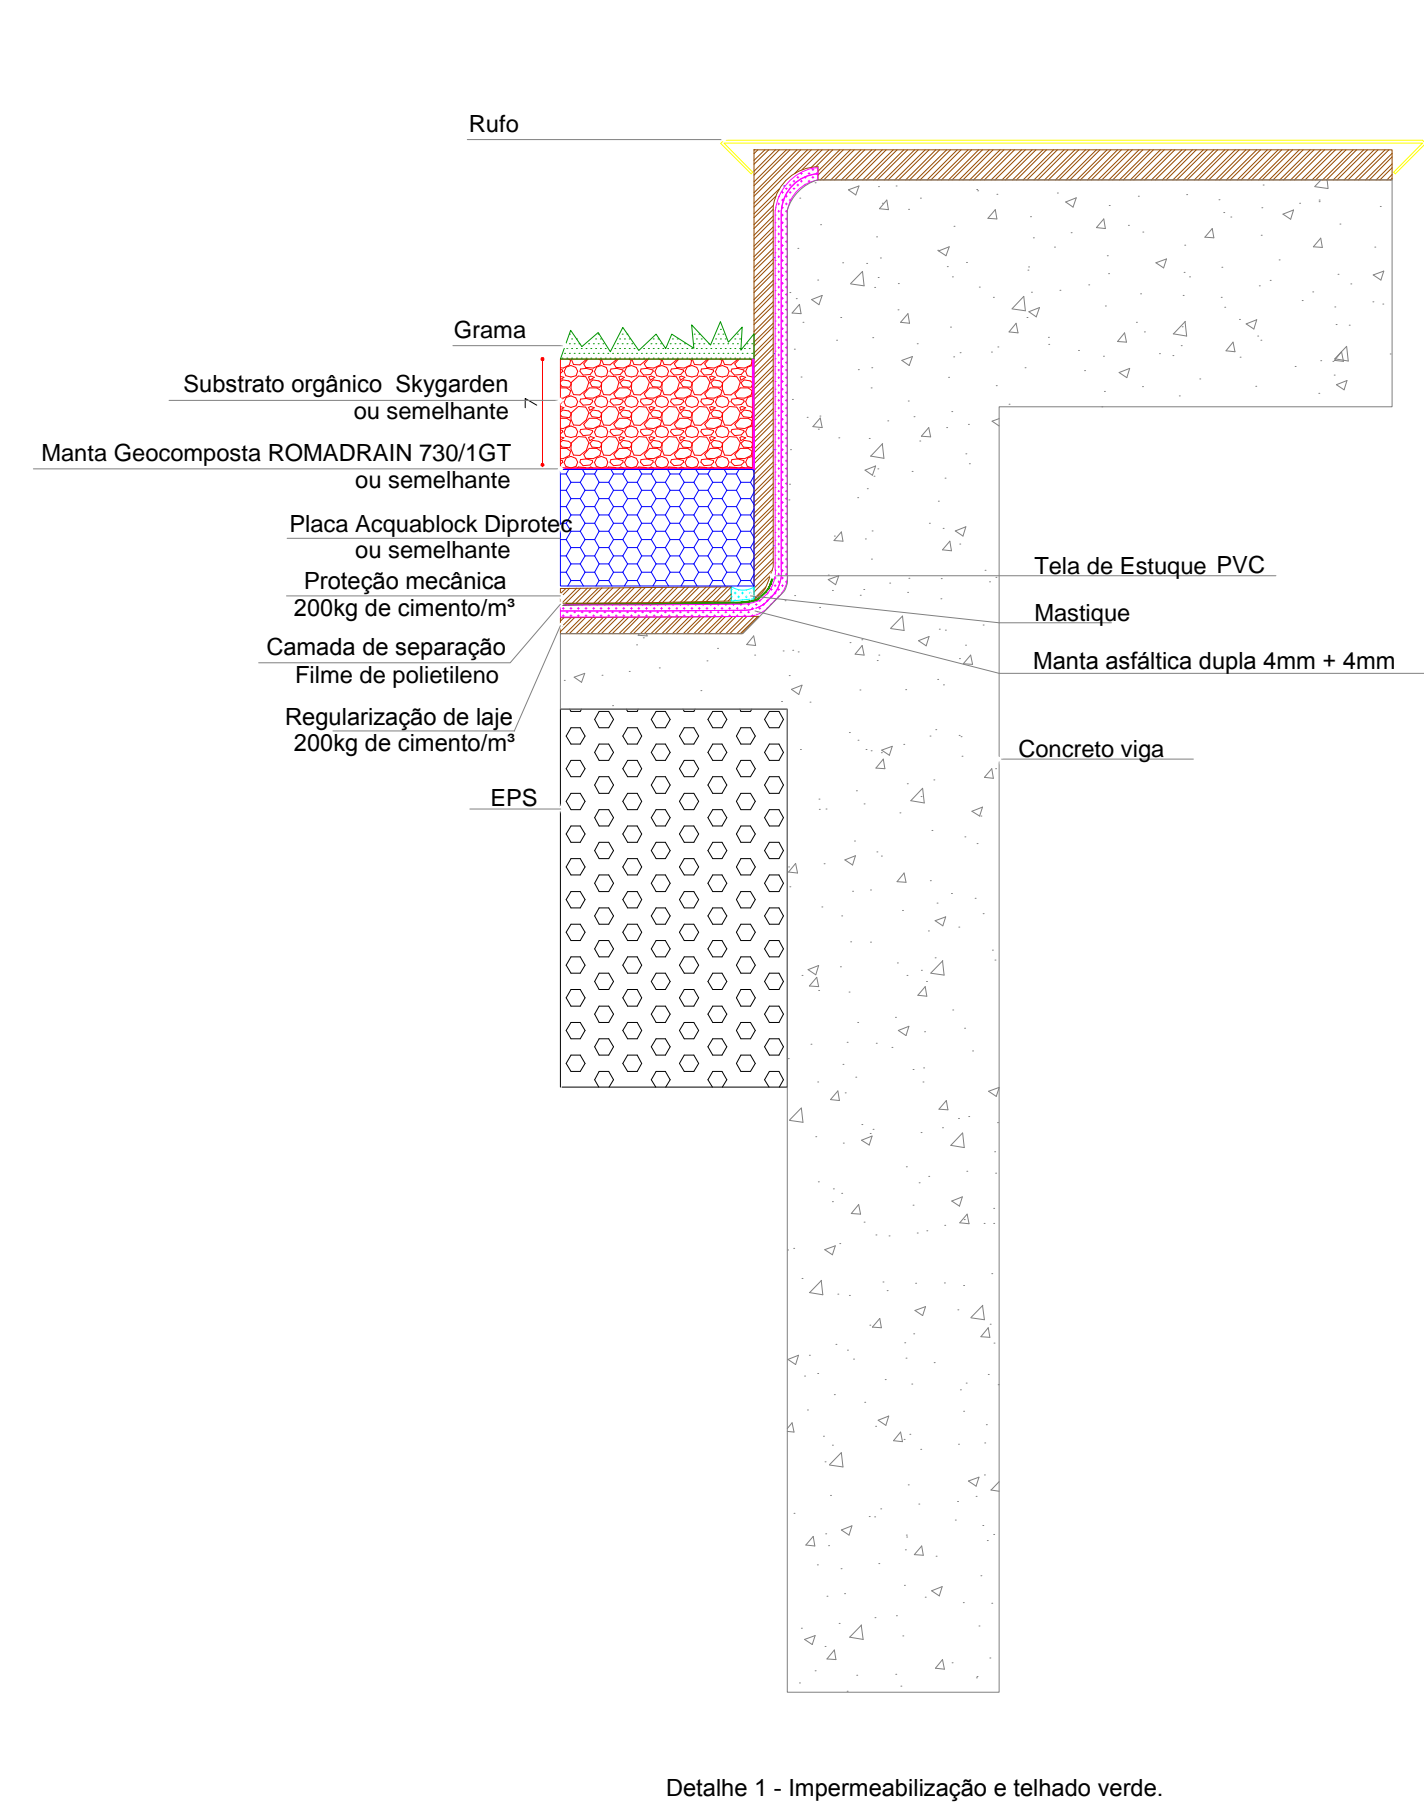 Rufo
Grama
Substrato orgânico Skygarden
ou semelhante
7
Manta Geocomposta ROMADRAIN 730/1GT
ou semelhante
Placa Acquablock Diprotec
ou semelhante
Proteção mecânica
200kg de cimento/m³
Camada de separação
Filme de polietileno
Regularização de laje
200kg de cimento/m³
EPS
Tela de Estuque PVC
Mastique
Manta asfáltica dupla 4mm + 4mm
Concreto viga
Detalhe 1 - Impermeabilização e telhado verde.